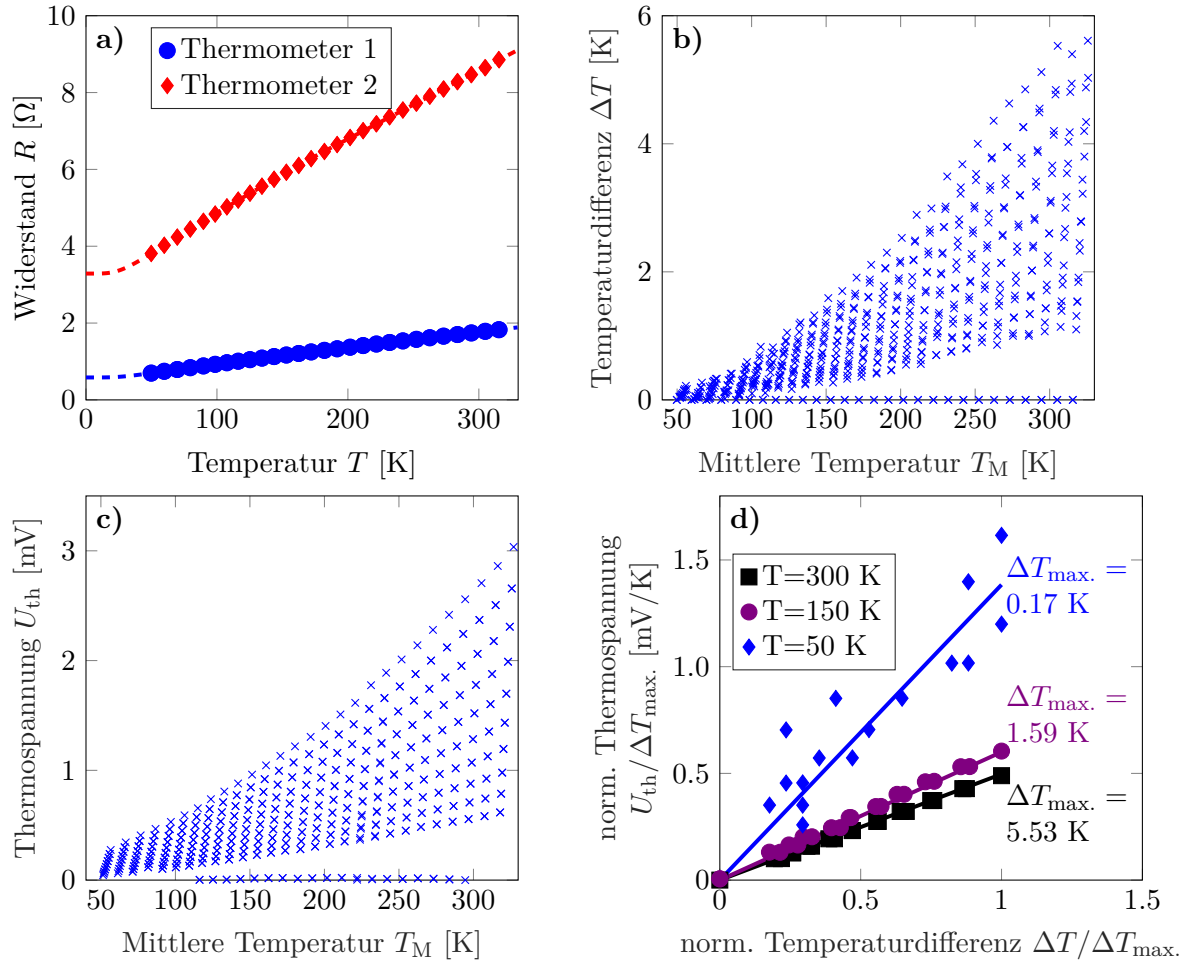 a)
Thermometer 1
Thermometer 2
Widerstand R [Ω]
0
2
4
6
8
10
0
100
200
300
Temperatur T [K]
b)
Temperaturdifferenz ΔT [K]
0
2
4
6
50
100
150
200
250
300
Mittlere Temperatur T_M [K]
c)
Thermospannung U_th [mV]
0
1
2
3
50
100
150
200
250
300
Mittlere Temperatur T_M [K]
d)
T=300 K
T=150 K
T=50 K
ΔT_max. =
0.17 K
ΔT_max. =
1.59 K
ΔT_max. =
5.53 K
norm. Thermospannung
U_th/ΔT_max. [mV/K]
0
0.5
1.0
1.5
0
0.5
1
1.5
norm. Temperaturdifferenz ΔT/ΔT_max.